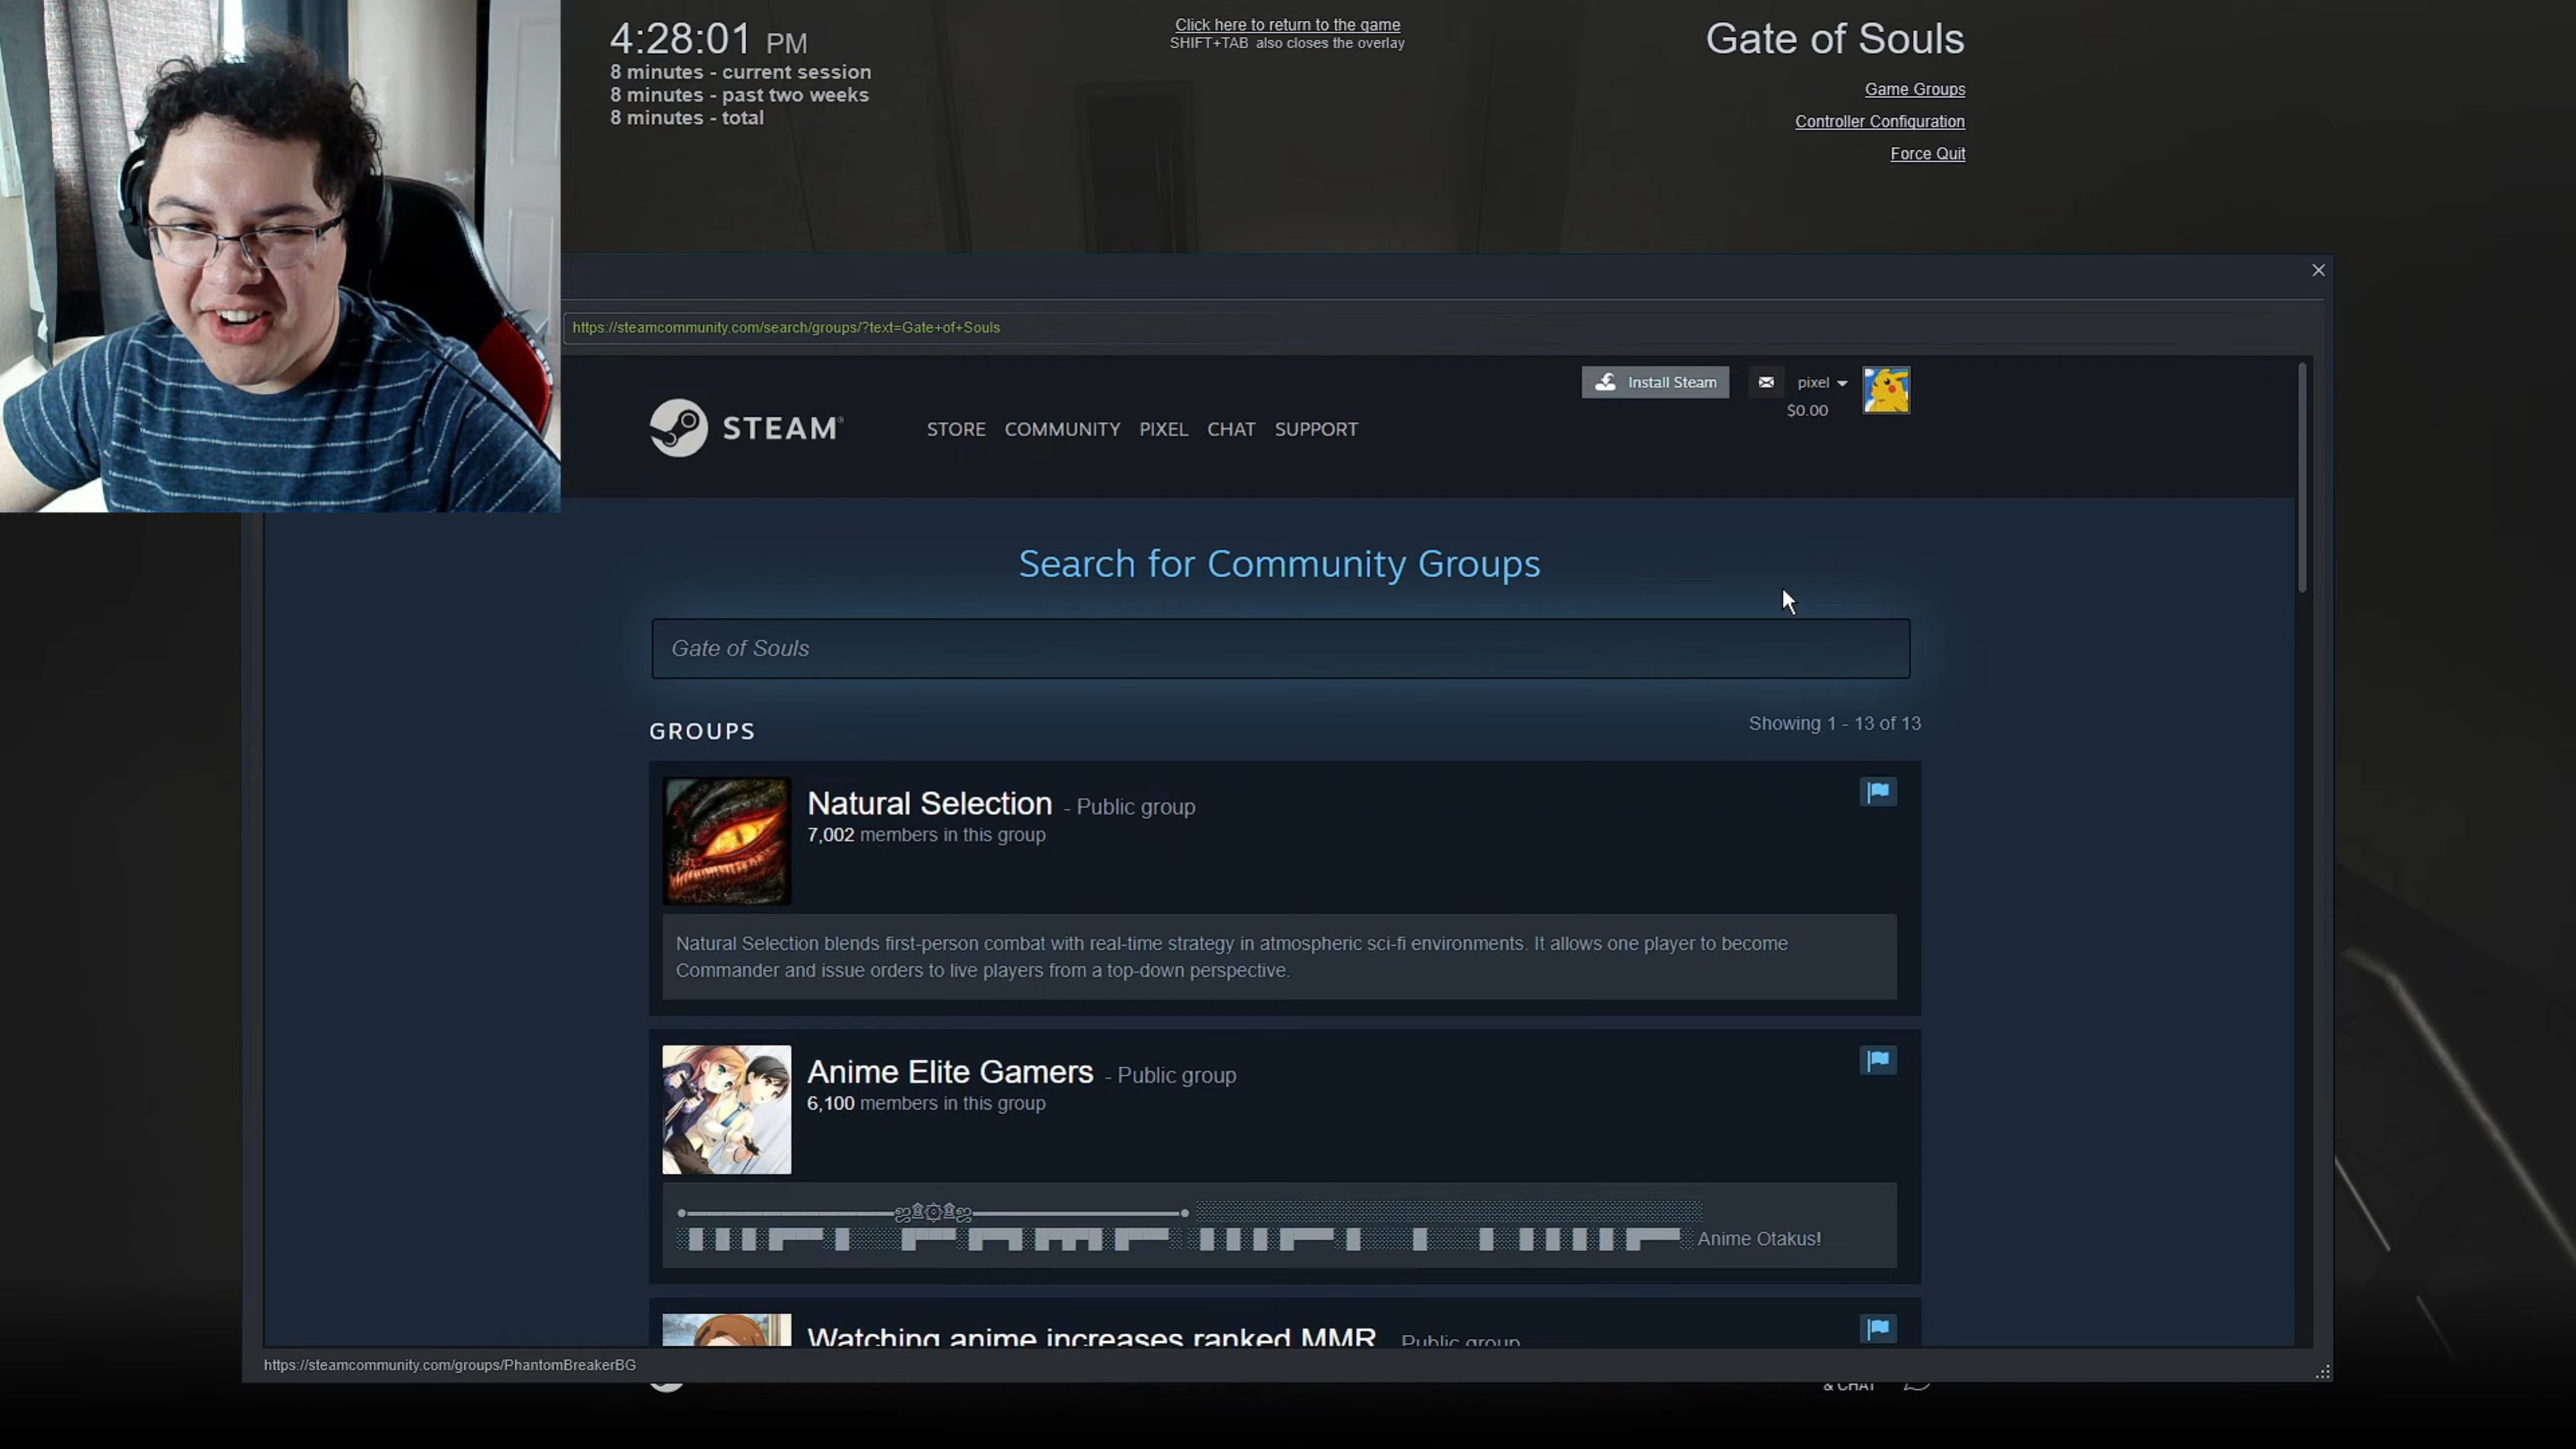 4:28:01 PM
8 minutes - current session
8 minutes - past two weeks
8 minutes - total
Click here to return to the game
SHIFT+TAB also closes the overlay
Gate of Souls
Game Groups
Controller Configuration
Force Quit
https://steamcommunity.com/search/groups/?text=Gate+of+Souls
Install Steam
pixel
$0.00
STEAM®
STORE COMMUNITY PIXEL CHAT SUPPORT
Search for Community Groups
Gate of Souls
GROUPS
Showing 1 - 13 of 13
Natural Selection - Public group
7,002 members in this group
Natural Selection blends first-person combat with real-time strategy in atmospheric sci-fi environments. It allows one player to become
Commander and issue orders to live players from a top-down perspective.
Anime Elite Gamers - Public group
6,100 members in this group
Anime Otakus!
Watching anime increases ranked MMR Public group
https://steamcommunity.com/groups/PhantomBreakerBG
& CHAT